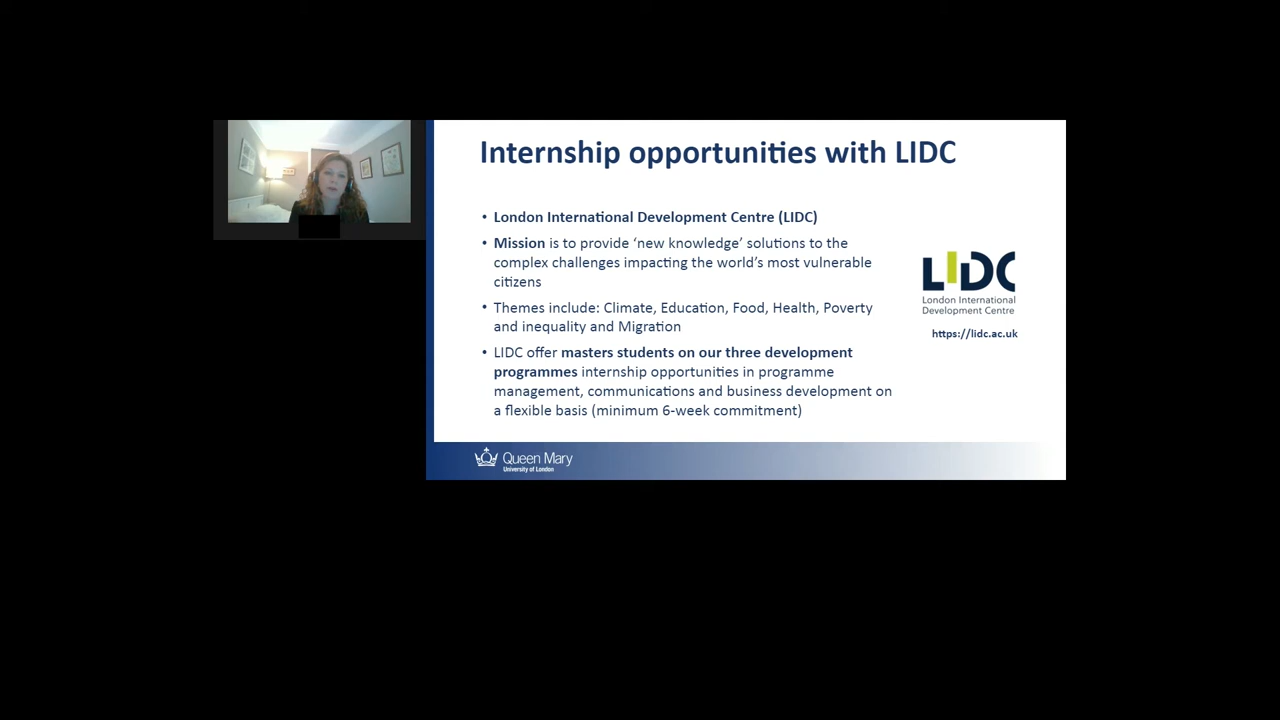 Internship opportunities with LIDC
• London International Development Centre (LIDC)
• Mission is to provide ‘new knowledge’ solutions to the
complex challenges impacting the world’s most vulnerable
citizens
• Themes include: Climate, Education, Food, Health, Poverty
and inequality and Migration
• LIDC offer masters students on our three development
programmes internship opportunities in programme
management, communications and business development on
a flexible basis (minimum 6-week commitment)
LIDC
London International
Development Centre
https://lidc.ac.uk
Queen Mary
University of London